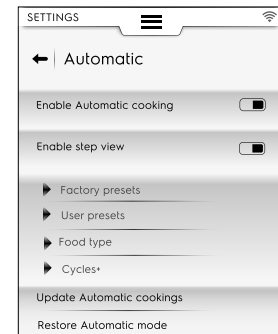 SETTINGS
Automatic
Enable Automatic cooking
Enable step view
Factory presets
User presets
Food type
Cycles+
Update Automatic cookings
Restore Automatic mode